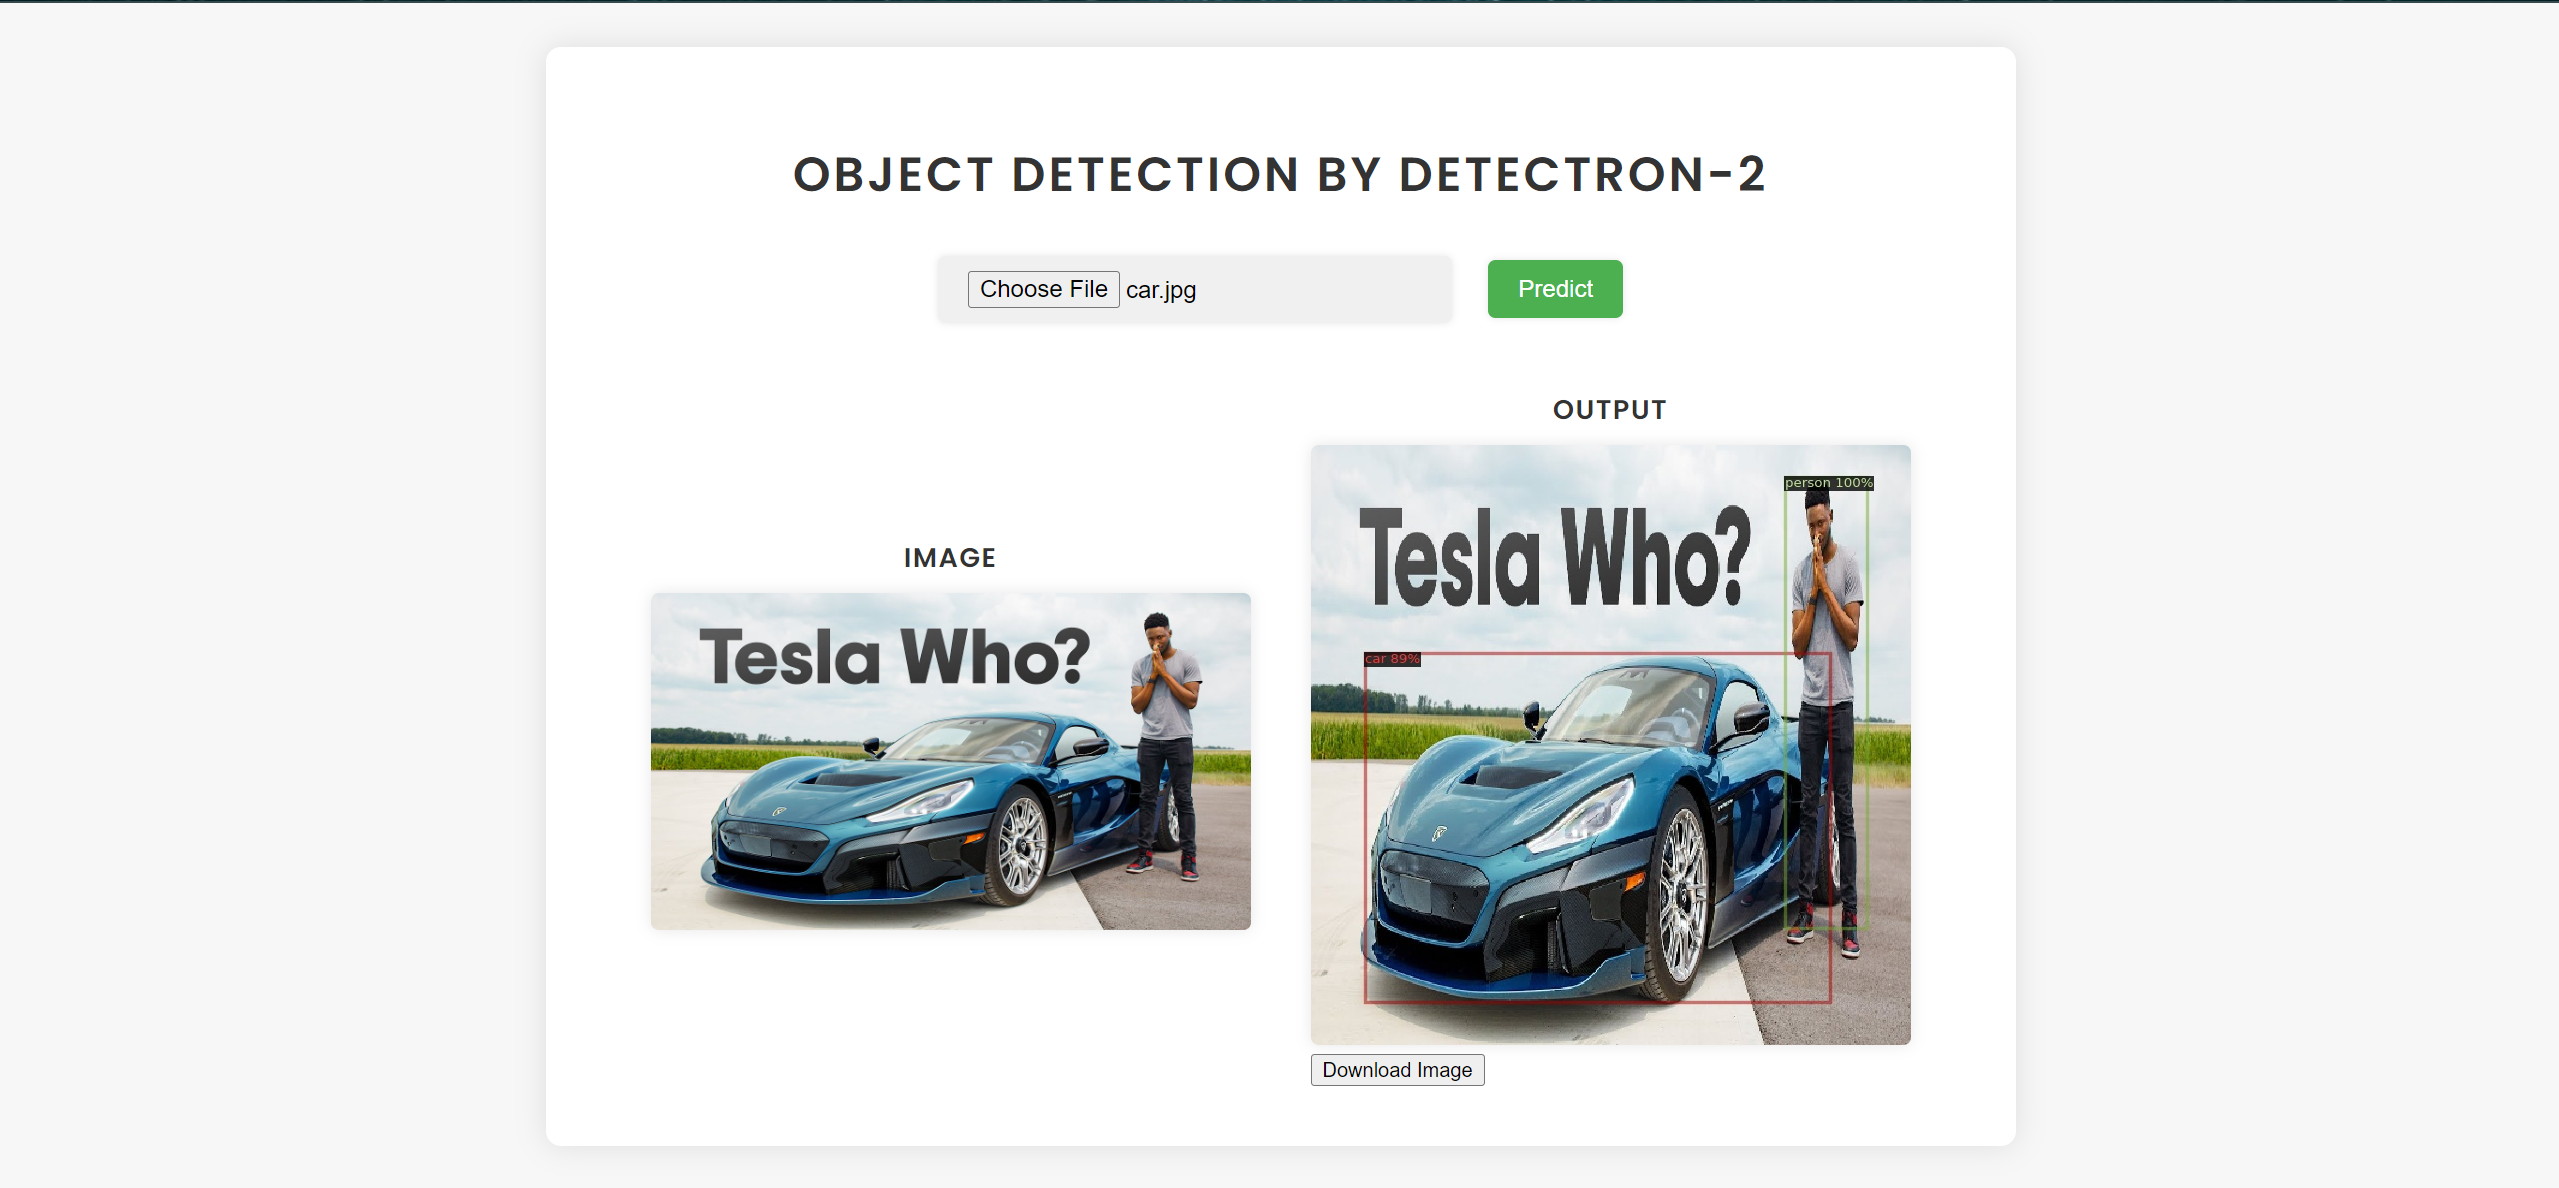 OBJECT DETECTION BY DETECTRON-2
Choose File car.jpg
Predict
IMAGE
Tesla Who?
OUTPUT
person 100%
Tesla Who?
car 89%
Download Image